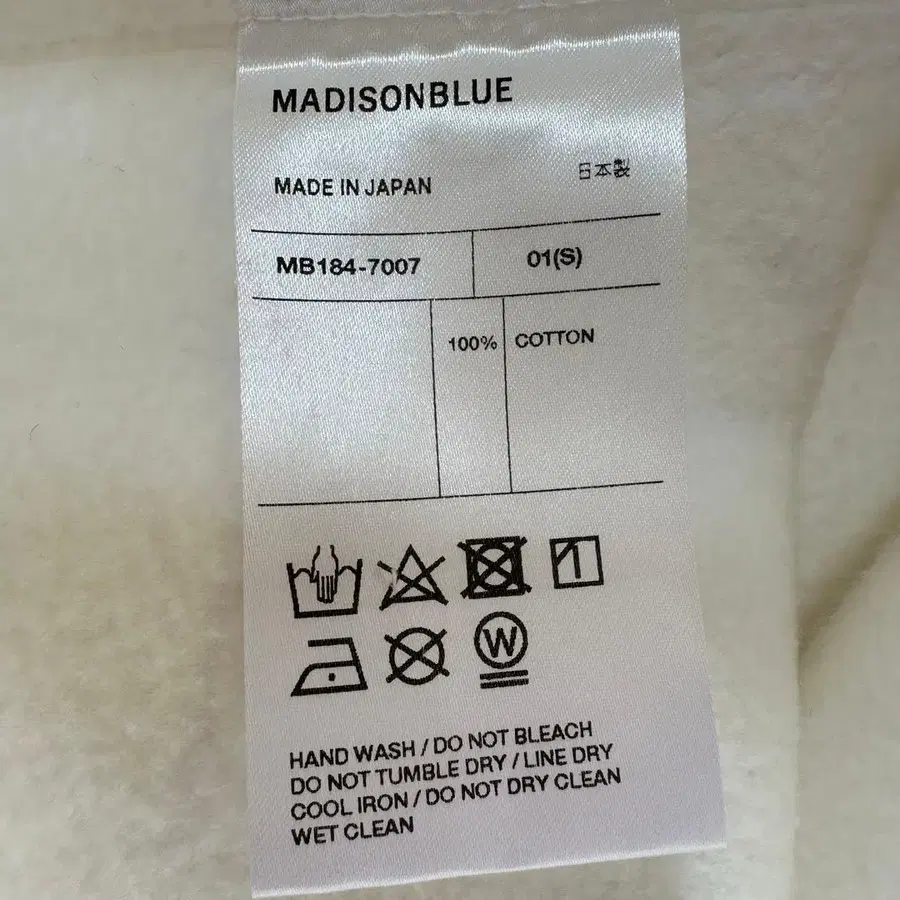 MADISONBLUE
MADE IN JAPAN 日本製
MB184-7007 01(S)
100% COTTON
W
HAND WASH / DO NOT BLEACH
DO NOT TUMBLE DRY / LINE DRY
COOL IRON / DO NOT DRY CLEAN
WET CLEAN